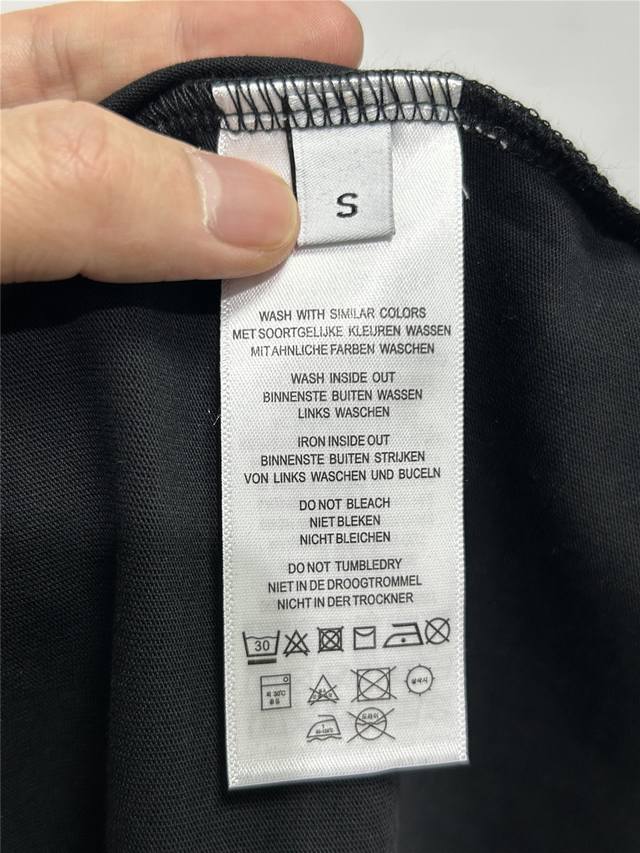 S
WASH WITH SIMILAR COLORS
MET SOORTGELIJKE KLEUREN WASSEN
MIT AHNLICHE FARBEN WASCHEN
WASH INSIDE OUT
BINNENSTE BUITEN WASSEN
LINKS WASCHEN
IRON INSIDE OUT
BINNENSTE BUITEN STRIJKEN
VON LINKS WASCHEN UND BUCELN
DO NOT BLEACH
NIET BLEKEN
NICHT BLEICHEN
DO NOT TUMBLEDRY
NIET IN DE DROOGTROMMEL
NICHT IN DER TROCKNER
30